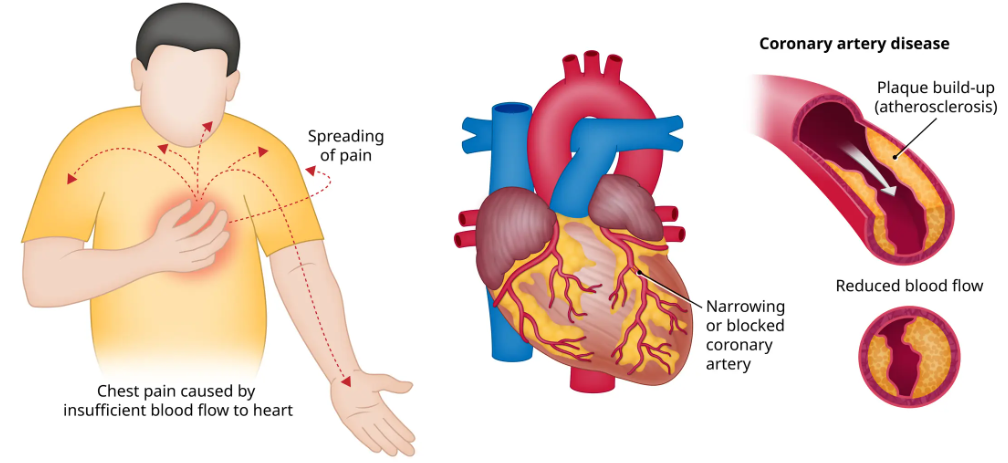 Coronary artery disease
Plaque build-up
(atherosclerosis)
Spreading
of pain
Reduced blood flow
Narrowing
or blocked
coronary
artery
Chest pain caused by
insufficient blood flow to heart